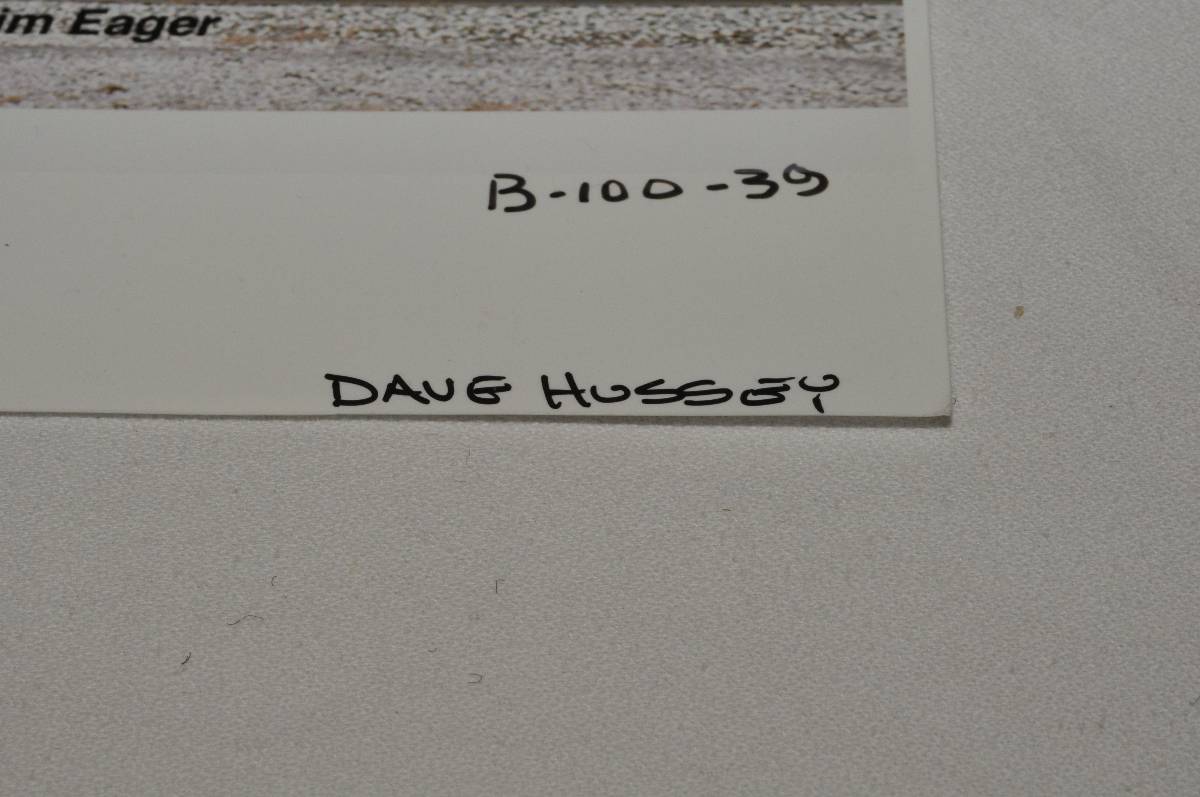 im Eager
B-100-39
DAVE HUSSEY